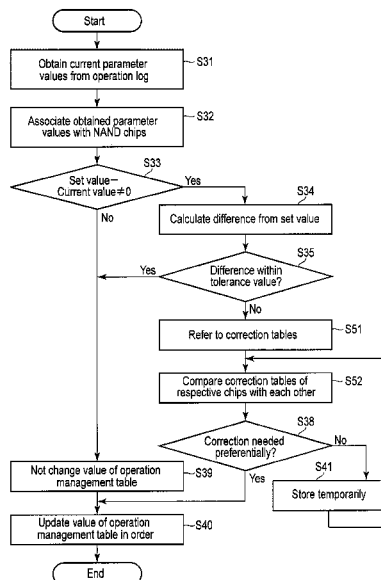 Start
Obtain current parameter
values from operation log
S31
Associate obtained parameter
values with NAND chips
S32
S33
Set value−
Current value≠0
Yes
No
S34
Calculate difference from set value
S35
Difference within
tolerance value?
Yes
No
Refer to correction tables
S51
Compare correction tables of
respective chips with each other
S52
S38
Correction needed
preferentially?
No
Yes
S41
Store temporarily
Not change value of operation
management table
S39
Update value of operation
management table in order
S40
End